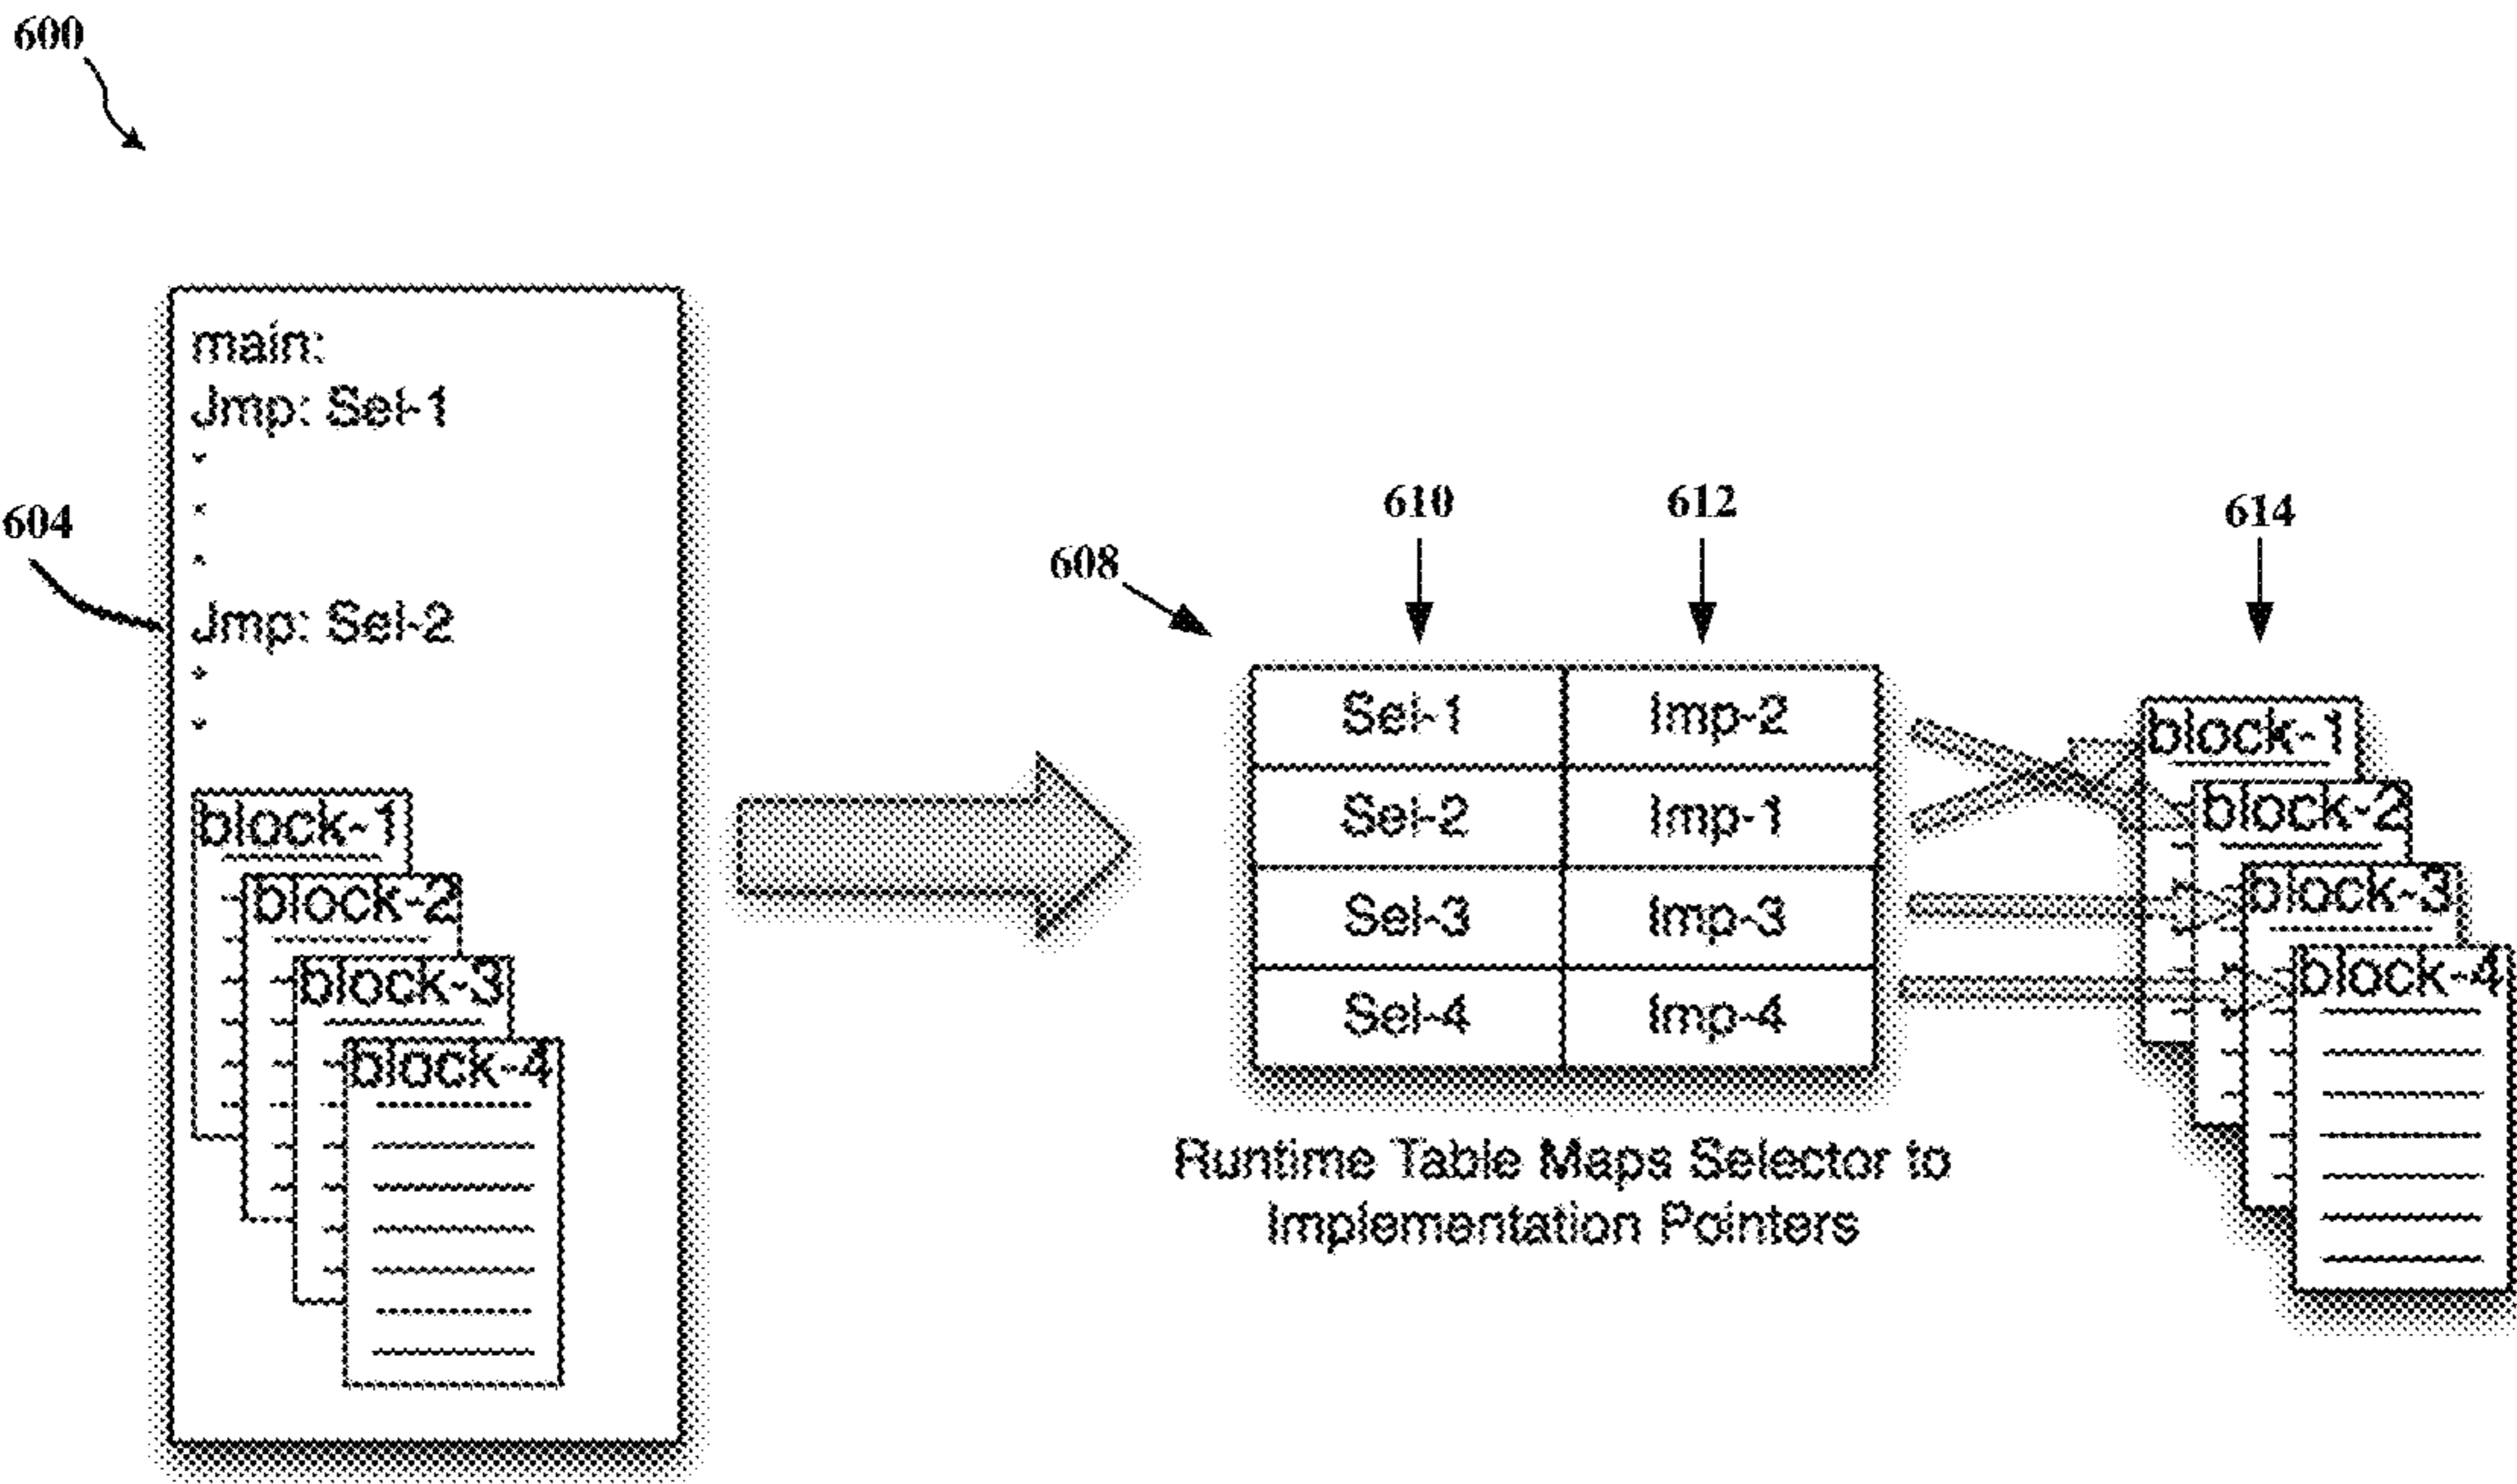 600
604
main:
Jmp: Sel-1
Jmp: Sel-2
block-1
block-2
block-3
block-4
608
610
612
614
Sel-1 Imp-2
Sel-2 Imp-1
Sel-3 Imp-3
Sel-4 Imp-4
Runtime Table Maps Selector to
Implementation Pointers
block-1
block-2
block-3
block-4